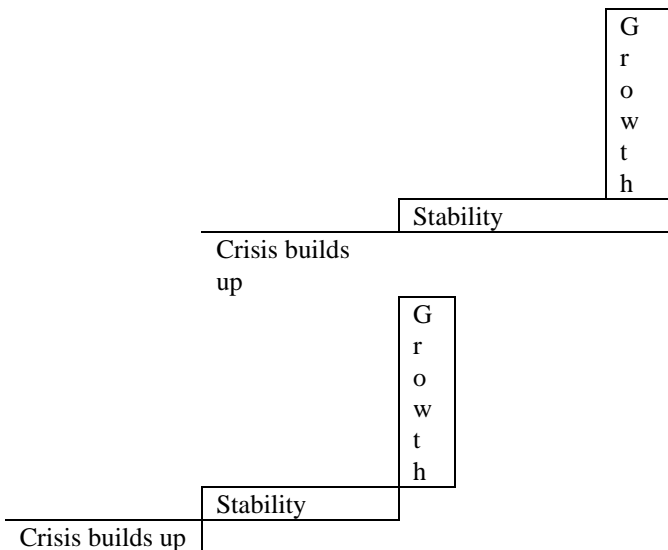 G
r
o
w
t
h
Stability
Crisis builds
up
G
r
o
w
t
h
Stability
Crisis builds up